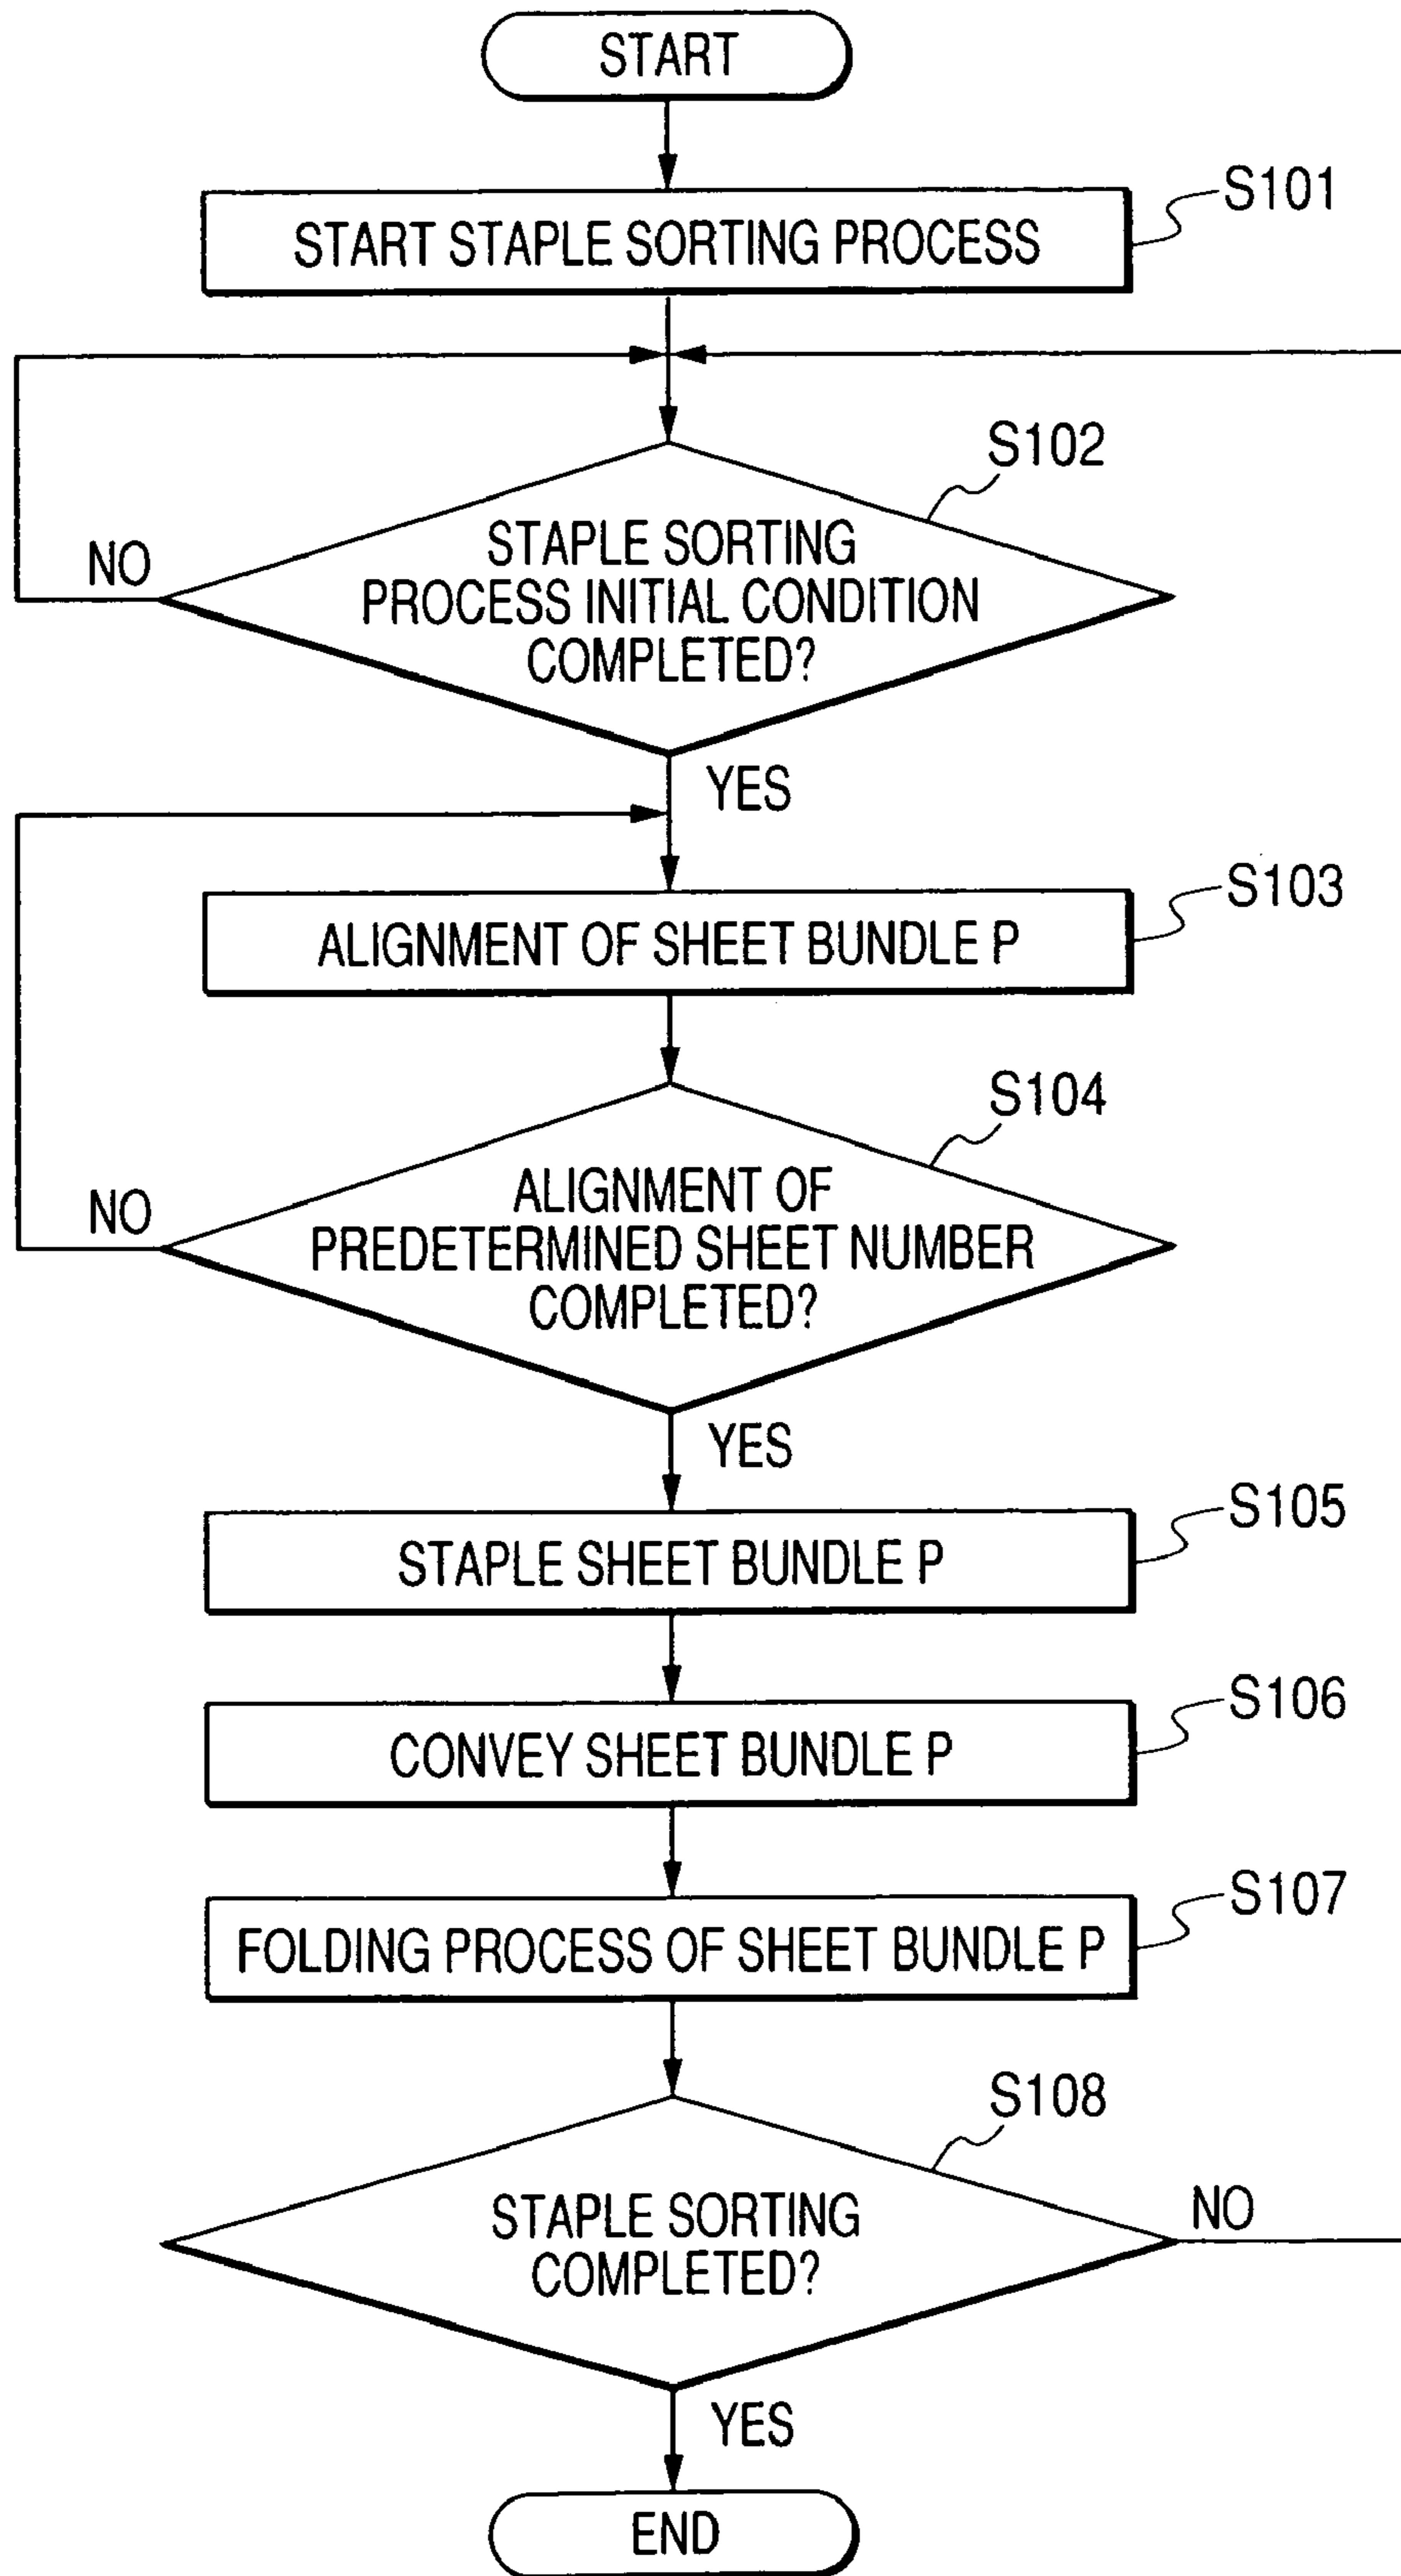 START
START STAPLE SORTING PROCESS
S101
S102
STAPLE SORTING
PROCESS INITIAL CONDITION
COMPLETED?
NO
YES
ALIGNMENT OF SHEET BUNDLE P
S103
S104
ALIGNMENT OF
PREDETERMINED SHEET NUMBER
COMPLETED?
NO
YES
STAPLE SHEET BUNDLE P
S105
CONVEY SHEET BUNDLE P
S106
FOLDING PROCESS OF SHEET BUNDLE P
S107
S108
STAPLE SORTING
COMPLETED?
NO
YES
END